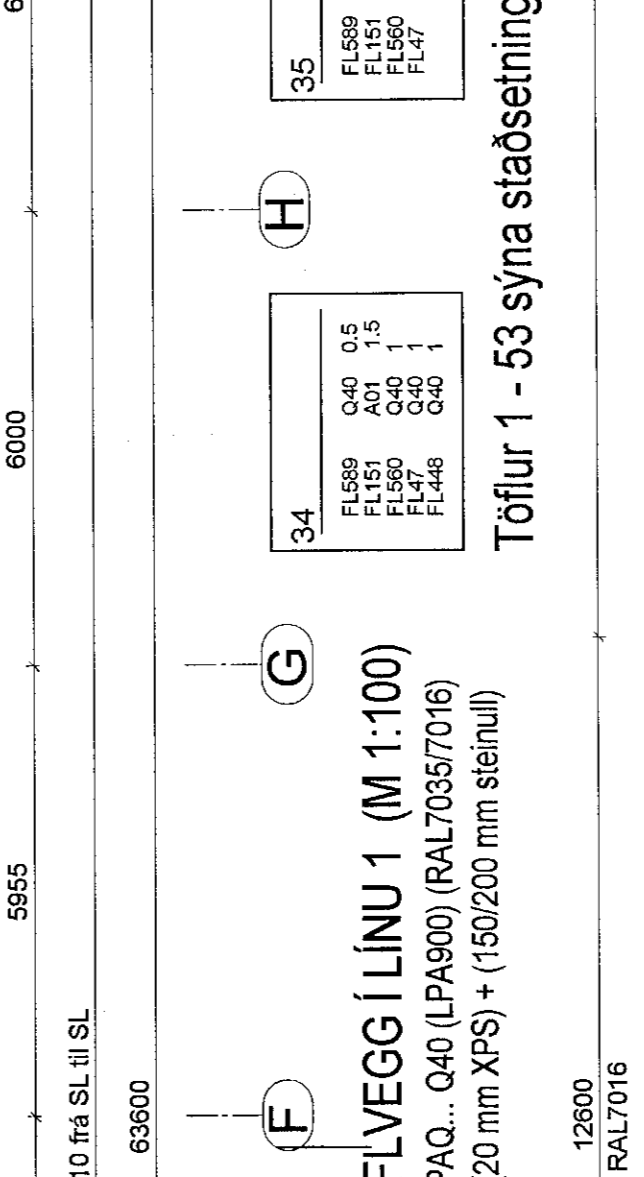 5955 6000 6
10 frá SL til SL
63600
F G H
34
FL589 Q40 0.5
FL151 A01 1.5
FL560 Q40 1
FL47 Q40 1
FL448 Q40 1
35
FL589
FL151
FL560
FL47
FLVEGG Í LÍNU 1 (M 1:100)
PAQ... Q40 (LPA900) (RAL7035/7016)
(20 mm XPS) + (150/200 mm steinull)
Töflur 1 - 53 sýna staðsetning
12600
RAL7016